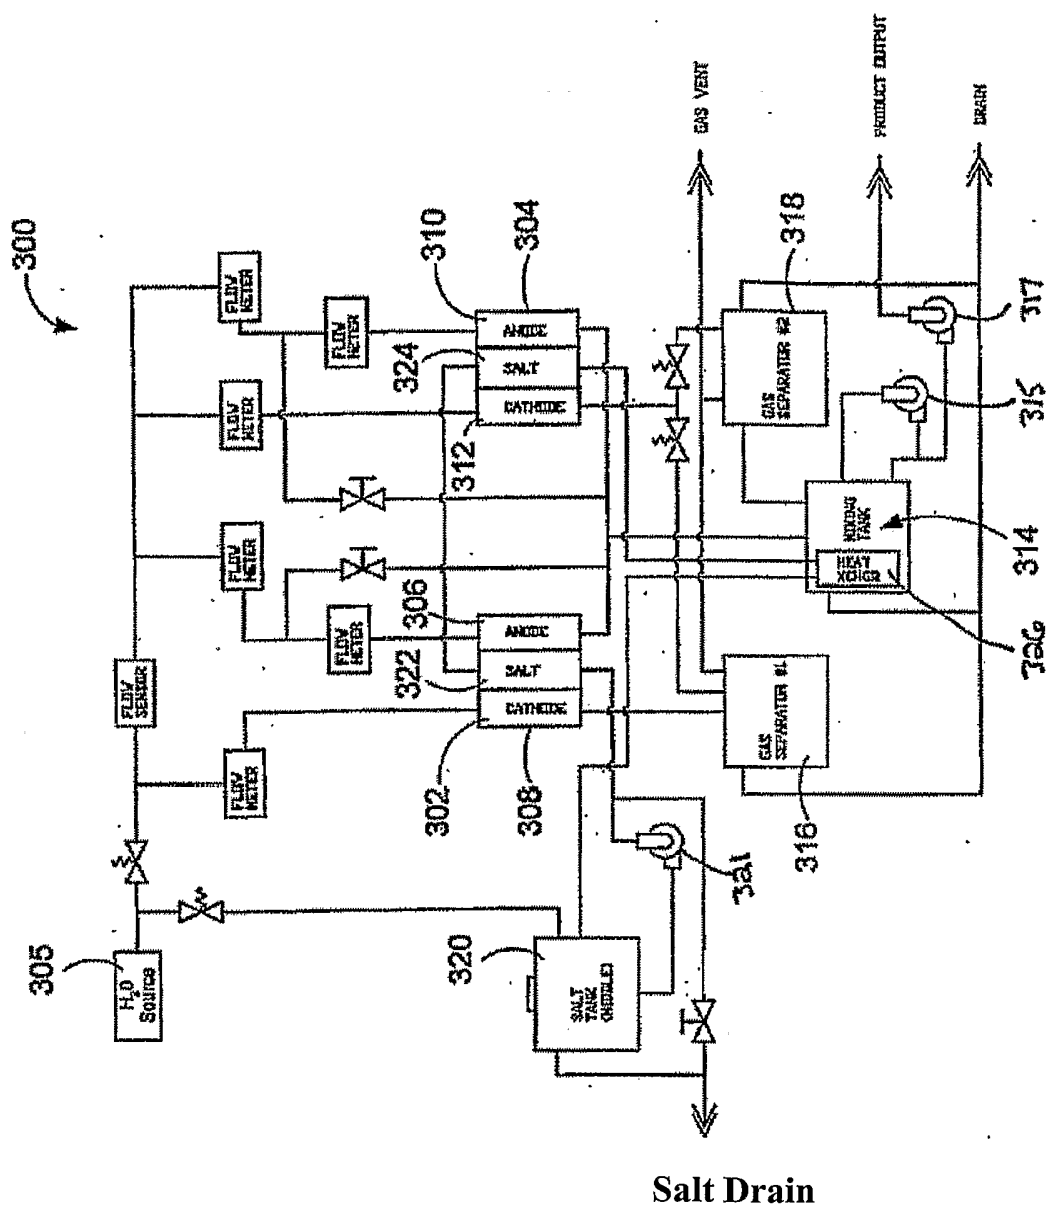 300
305
H₂O
Source
FLOW
SENSOR
FLOW
METER
FLOW
METER
FLOW
METER
FLOW
METER
FLOW
METER
FLOW
METER
302
308
322
306
CATHODE
SALT
ANODE
312
324
310
304
CATHODE
SALT
ANODE
320
SALT
TANK
(MIDDLE)
321
316
GAS
SEPARATOR #1
318
GAS
SEPARATOR #2
MIXING
TANK
HEAT
XCHGR
314
326
315
317
GAS VENT
PRODUCT OUTPUT
DRAIN
Salt Drain